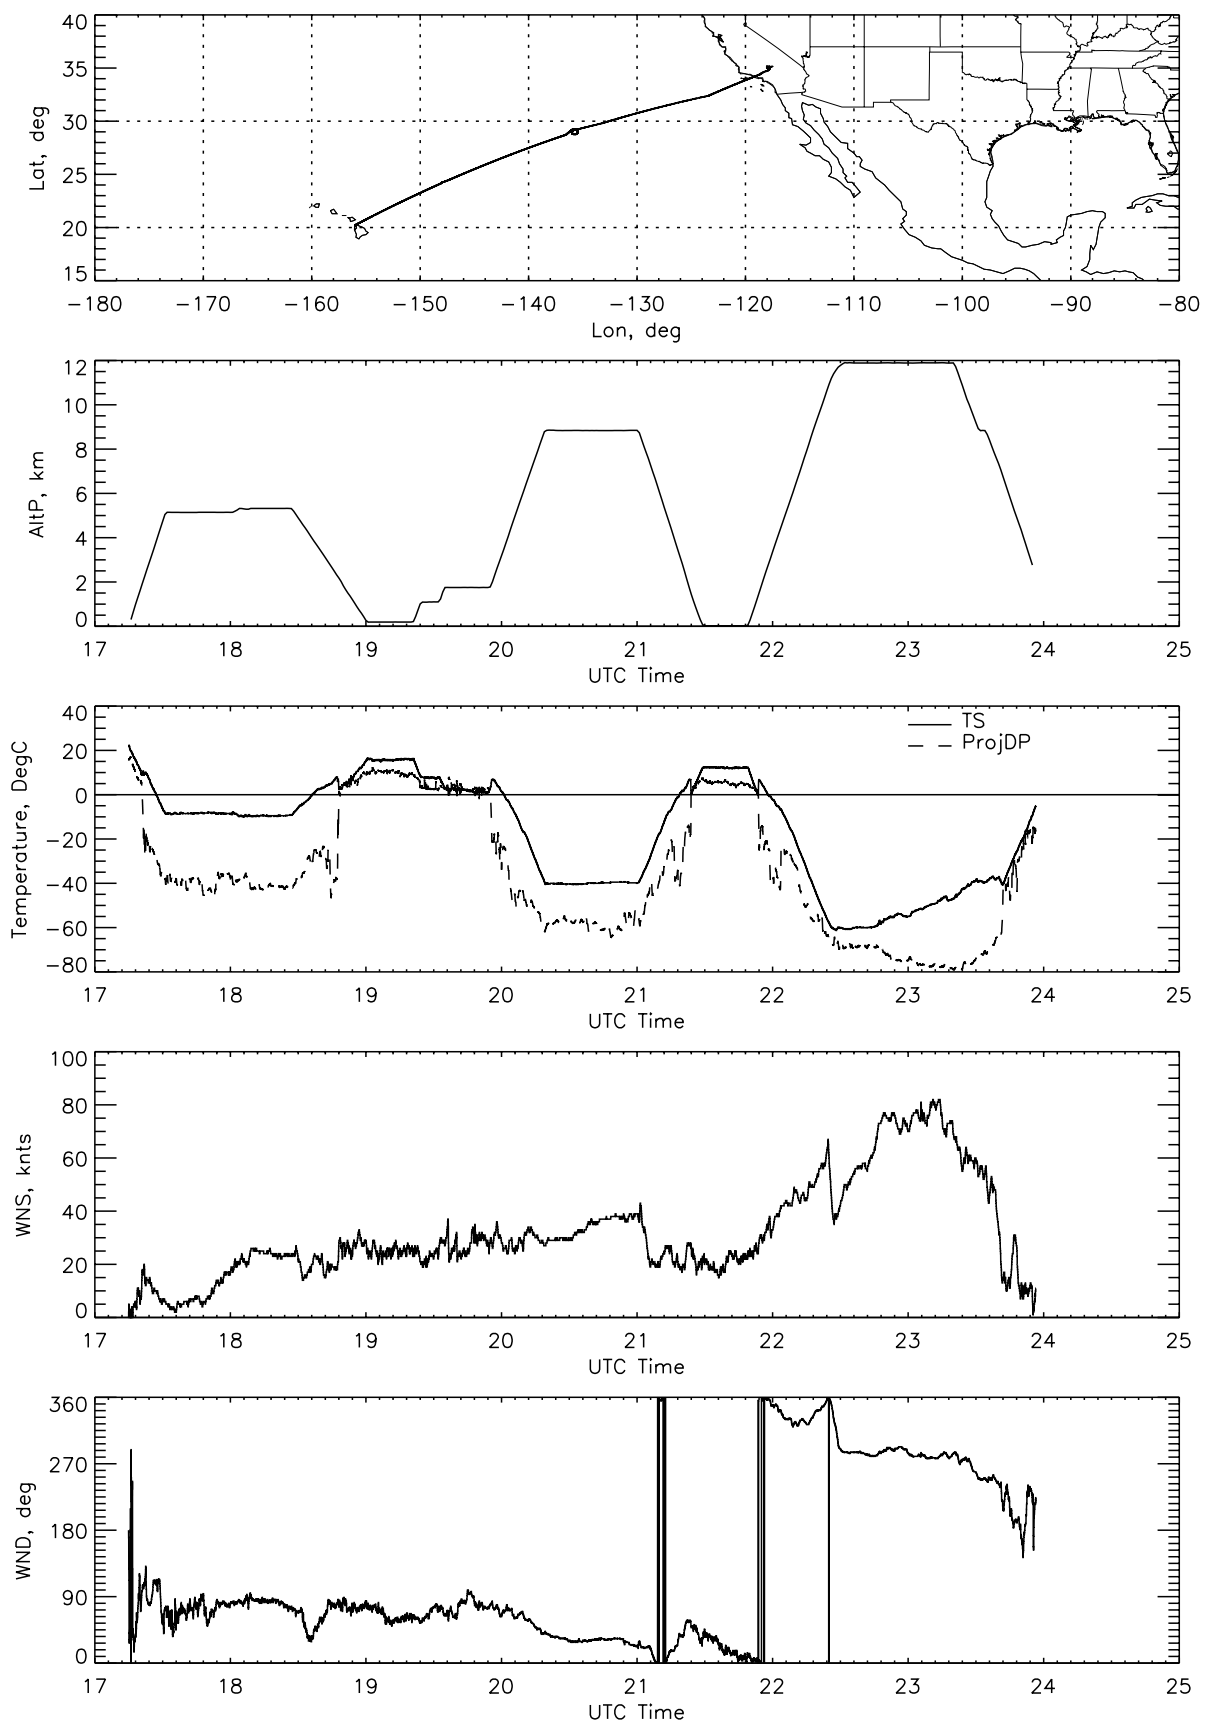 40
35
30
25
20
15
Lat, deg
-180 -170 -160 -150 -140 -130 -120 -110 -100 -90 -80
Lon, deg
12
10
8
6
4
2
0
AltP, km
17 18 19 20 21 22 23 24 25
UTC Time
40
20
0
-20
-40
-60
-80
Temperature, DegC
TS
ProjDP
17 18 19 20 21 22 23 24 25
UTC Time
100
80
60
40
20
0
WNS, knts
17 18 19 20 21 22 23 24 25
UTC Time
360
270
180
90
0
WND, deg
17 18 19 20 21 22 23 24 25
UTC Time